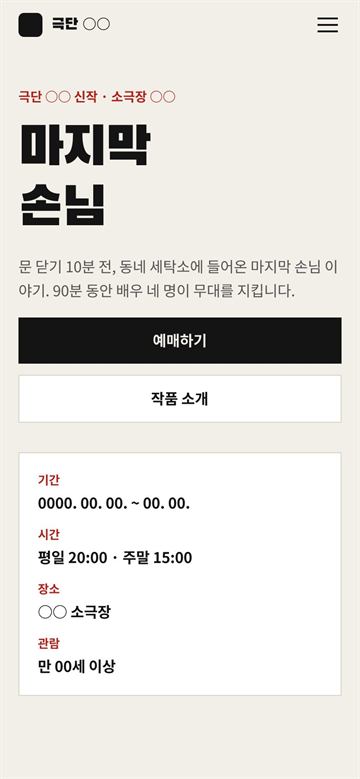 극단 ○○
극단 ○○ 신작 · 소극장 ○○
마지막
손님
문 닫기 10분 전, 동네 세탁소에 들어온 마지막 손님 이
야기. 90분 동안 배우 네 명이 무대를 지킵니다.
예매하기
작품 소개
기간
0000. 00. 00. ~ 00. 00.
시간
평일 20:00 · 주말 15:00
장소
○○ 소극장
관람
만 00세 이상